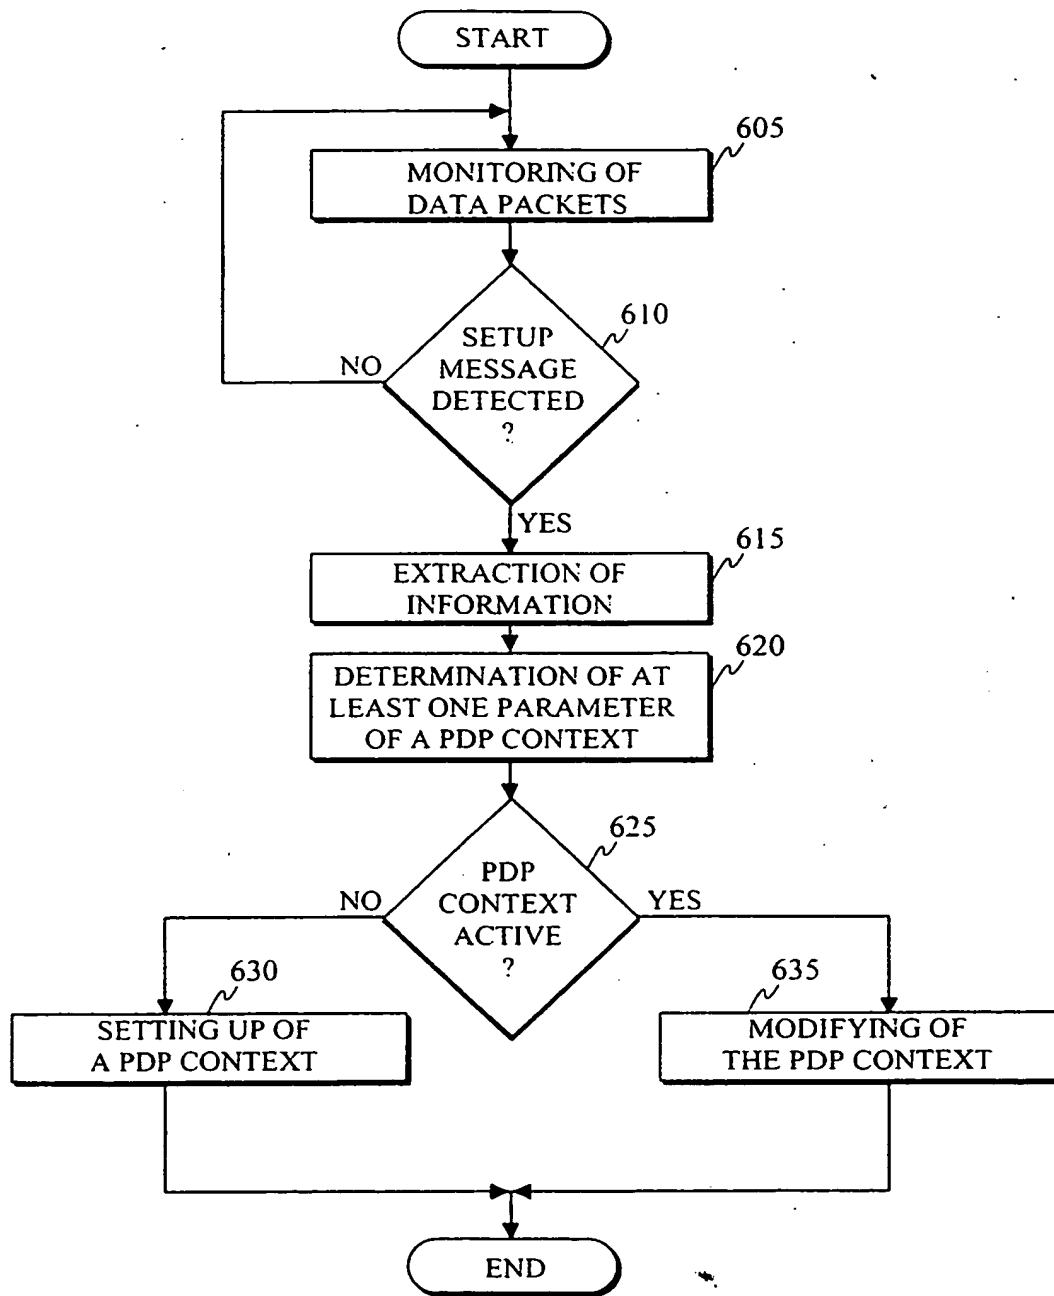 START
605
MONITORING OF
DATA PACKETS
610
SETUP
MESSAGE
DETECTED
?
NO
YES
615
EXTRACTION OF
INFORMATION
620
DETERMINATION OF AT
LEAST ONE PARAMETER
OF A PDP CONTEXT
625
PDP
CONTEXT
ACTIVE
?
NO
YES
630
SETTING UP OF
A PDP CONTEXT
635
MODIFYING OF
THE PDP CONTEXT
END